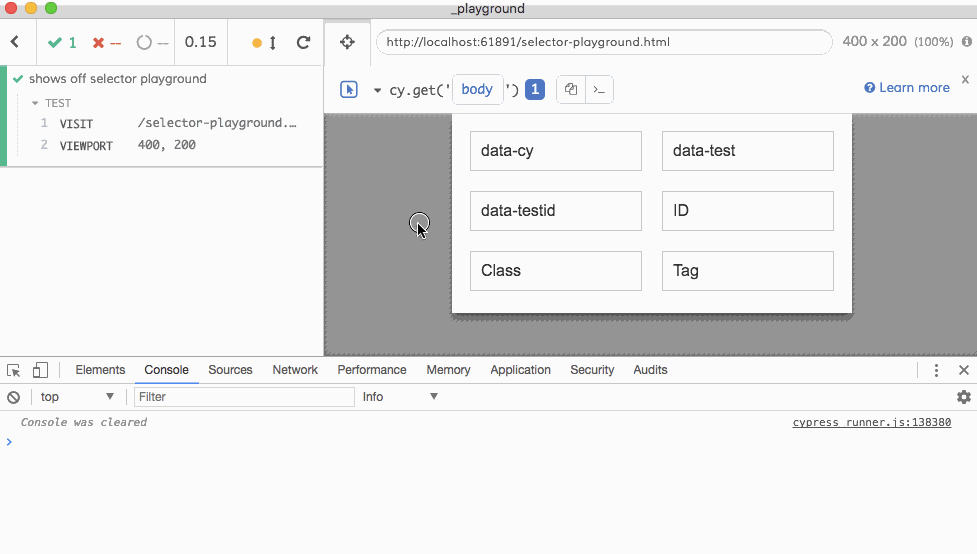 _playground
1 -- -- 0.15
http://localhost:61891/selector-playground.html 400 x 200 (100%)
shows off selector playground
TEST
1 VISIT /selector-playground.…
2 VIEWPORT 400, 200
cy.get('body') 1 >_ Learn more x
data-cy data-test
data-testid ID
Class Tag
Elements Console Sources Network Performance Memory Application Security Audits
top Filter Info
Console was cleared cypress_runner.js:138380
>